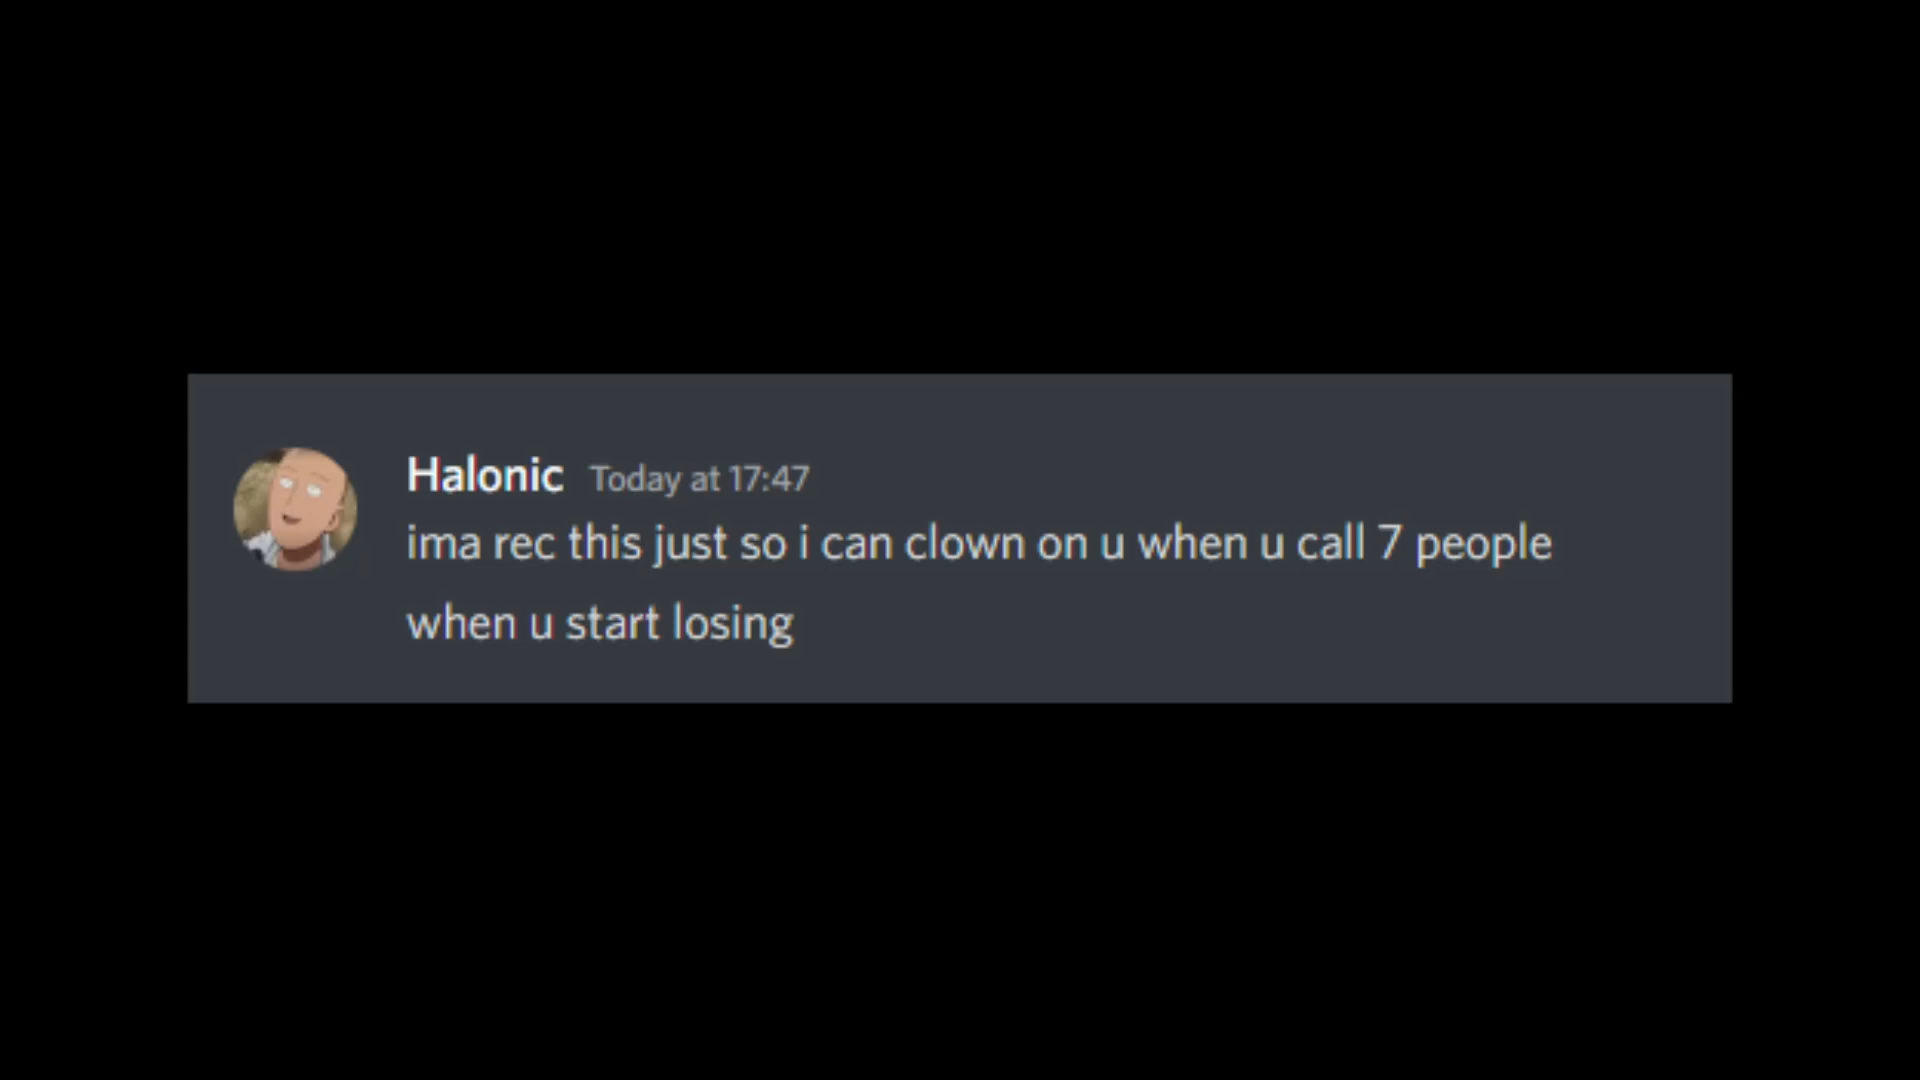 Halonic Today at 17:47
ima rec this just so i can clown on u when u call 7 people
when u start losing